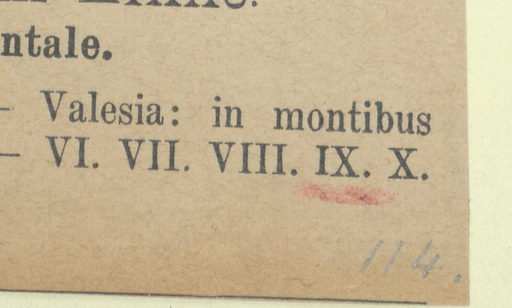 ntale.
— Valesia: in montibus
— VI. VII. VIII. IX. X.
114.